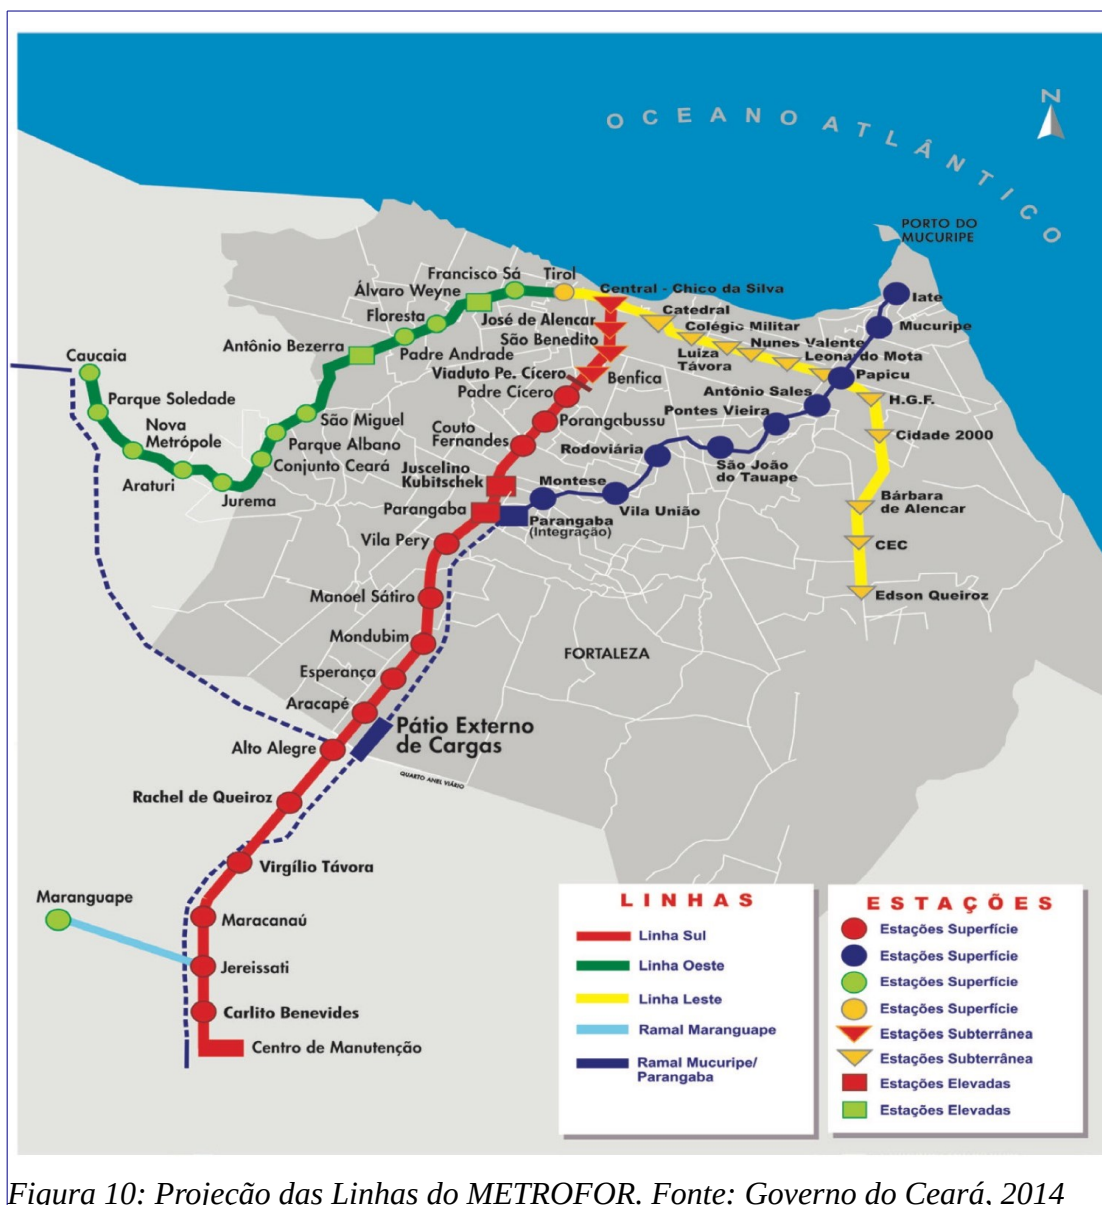 OCEANO ATLÂNTICO
N
PORTO DO
MUCURIPE
Francisco Sá
Tirol
Central - Chico da Silva
Iate
Álvaro Weyne
Catedral
Floresta
José de Alencar
Colégic Militar
Mucuripe
São Benedito
Nunes Valente
Antônio Bezerra
Padre Andrade
Luiza
Távora
Leonardo Mota
Caucaia
Viaduto Pe. Cícero
Benfica
Papicu
Padre Cícero
Antônio Sales
H.G.F.
Parque Soledade
São Miguel
Porangabussu
Pontes Vieira
Nova
Metrópole
Parque Albano
Couto
Fernandes
Cidade 2000
Conjunto Ceará
Rodoviária
São João
do Tauape
Araturi
Juscelino
Kubitschek
Montese
Jurema
Bárbara
de Alencar
Parangaba
Vila União
Parangaba
(Integração)
Vila Pery
CEC
Manoel Sátiro
Edson Queiroz
Mondubim
FORTALEZA
Esperança
Aracapé
Pátio Externo
de Cargas
Alto Alegre
QUARTO ANEL VIÁRIO
Rachel de Queiroz
Virgílio Távora
Maranguape
Maracanaú
Jereissati
Carlito Benevides
Centro de Manutenção
LINHAS
Linha Sul
Linha Oeste
Linha Leste
Ramal Maranguape
Ramal Mucuripe/
Parangaba
ESTAÇÕES
Estações Superfície
Estações Superfície
Estações Superfície
Estações Superfície
Estações Subterrânea
Estações Subterrânea
Estações Elevadas
Estações Elevadas
Figura 10: Projeção das Linhas do METROFOR. Fonte: Governo do Ceará, 2014